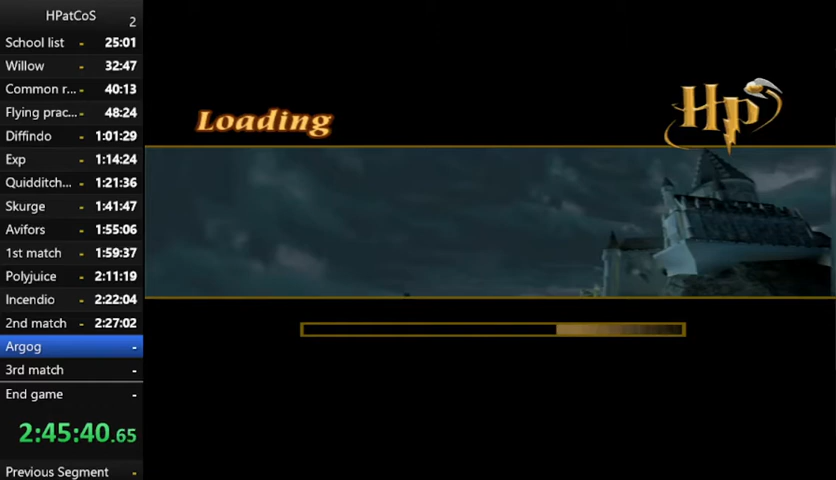 HPatCoS
2
School list - 25:01
Willow - 32:47
Common r... - 40:13
Flying prac... - 48:24
Diffindo - 1:01:29
Exp - 1:14:24
Quidditch... - 1:21:36
Skurge - 1:41:47
Avifors - 1:55:06
1st match - 1:59:37
Polyjuice - 2:11:19
Incendio - 2:22:04
2nd match - 2:27:02
Argog -
3rd match -
End game -
2:45:40.65
Previous Segment -
Loading
HP